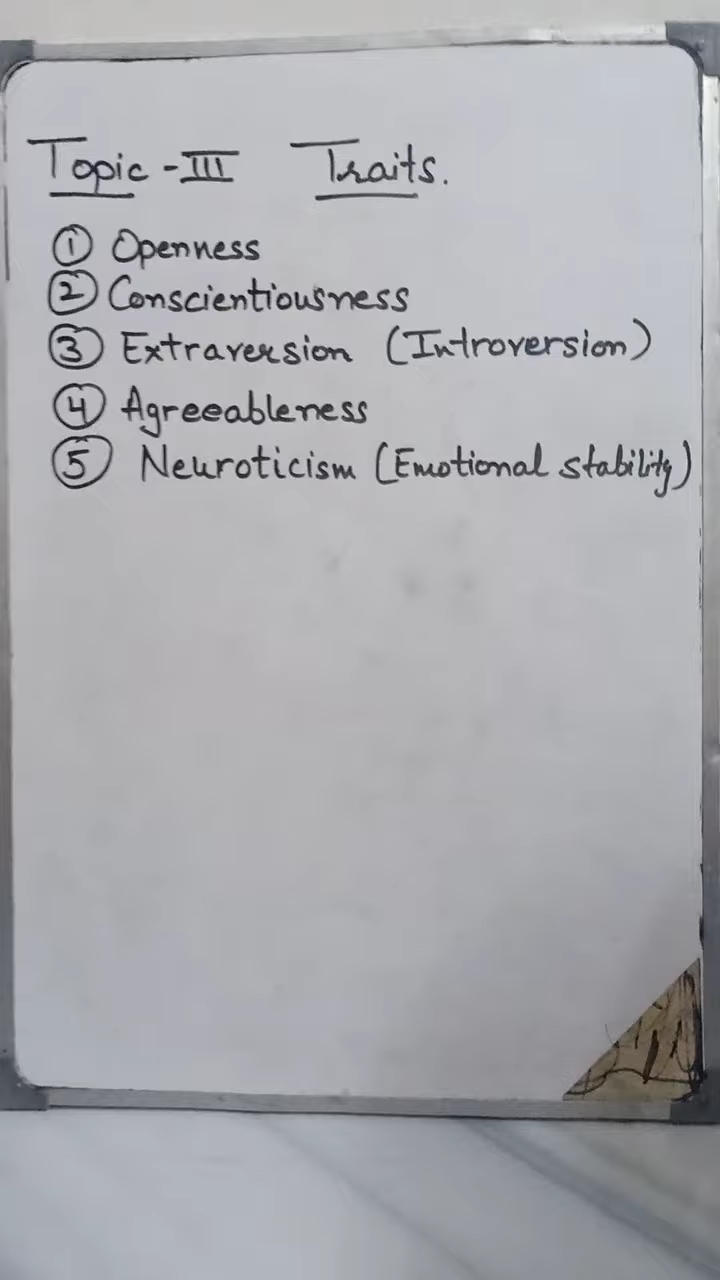 Topic - III Traits.
① Openness
② Conscientiousness
③ Extraversion (Introversion)
④ Agreeableness
⑤ Neuroticism (Emotional stability)